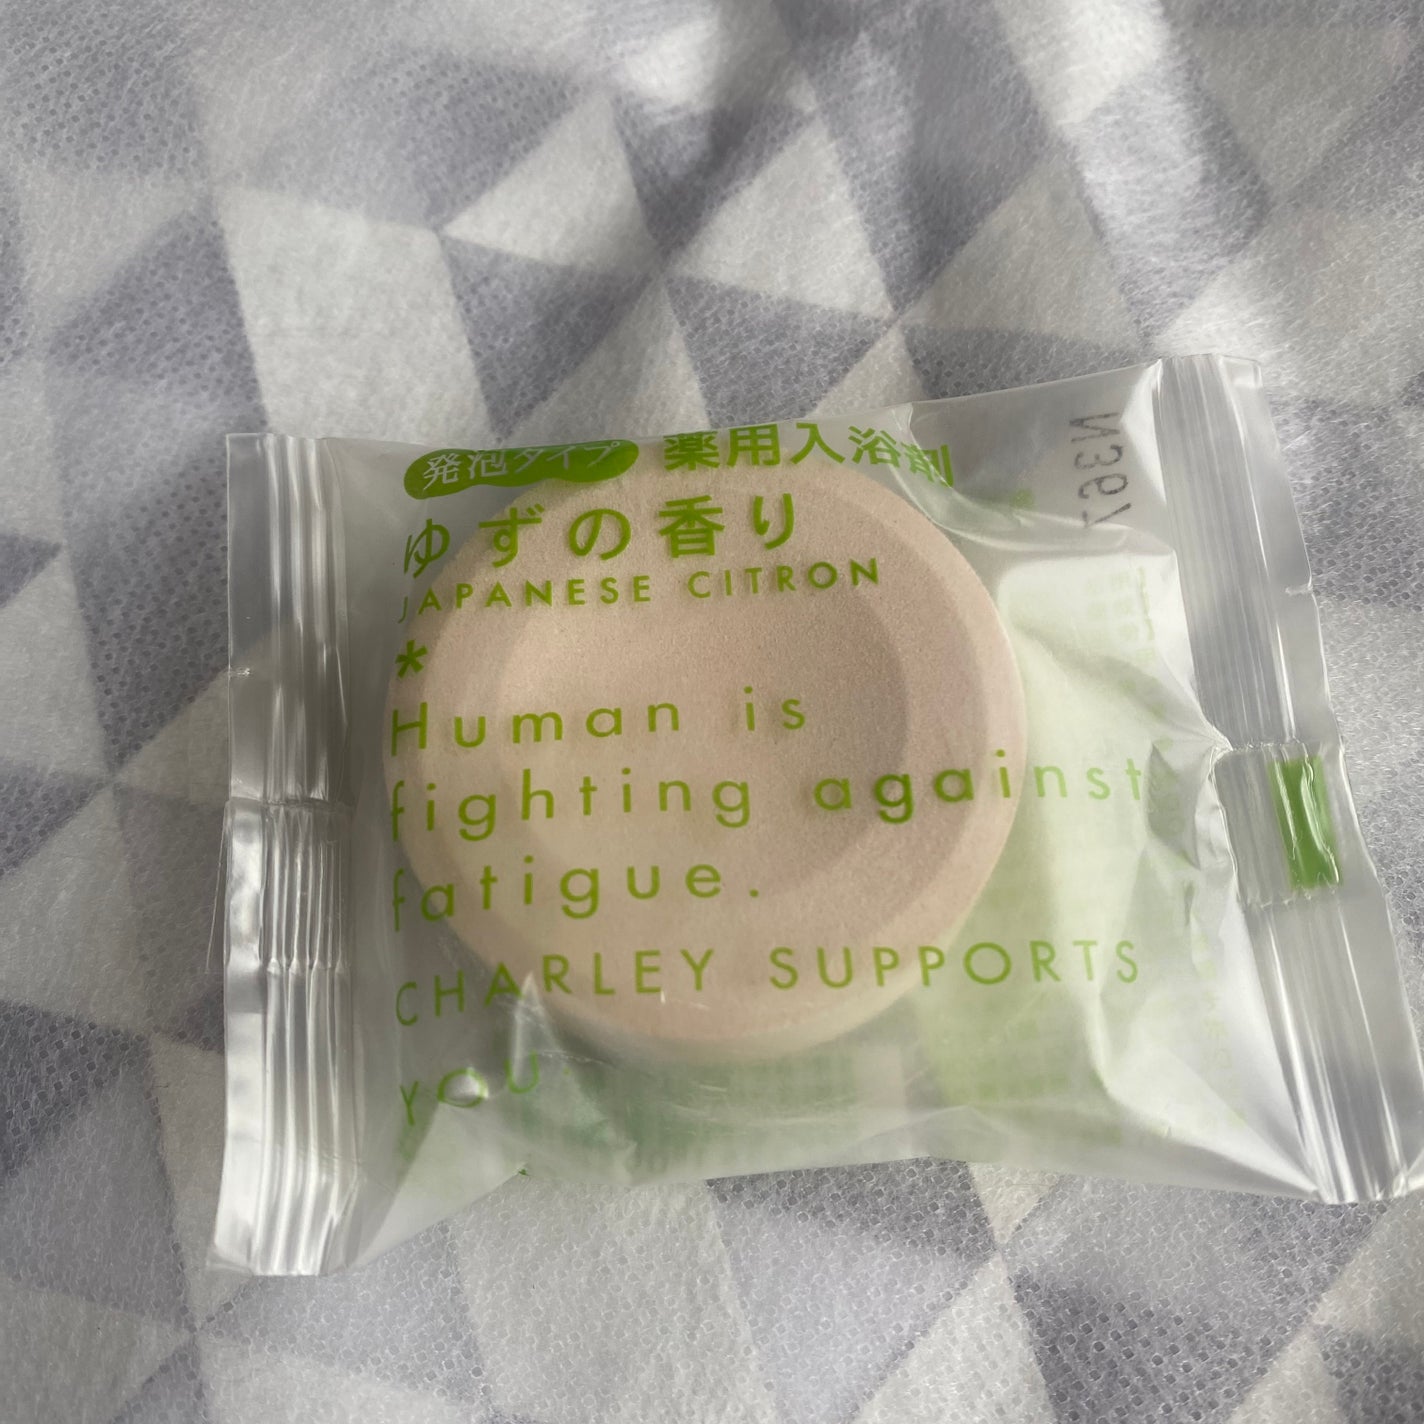 発泡タイプ 薬用入浴剤
ゆずの香り
JAPANESE CITRON
*
Human is
fighting against
fatigue.
CHARLEY SUPPORTS
YOU.